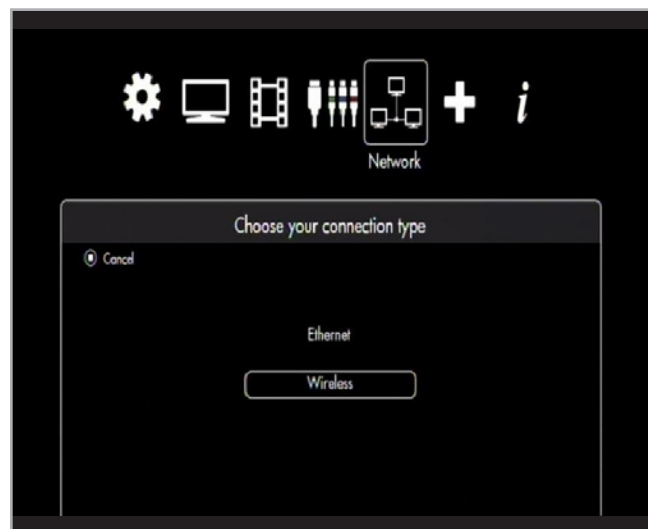 i
Network
Choose your connection type
Cancel
Ethernet
Wireless